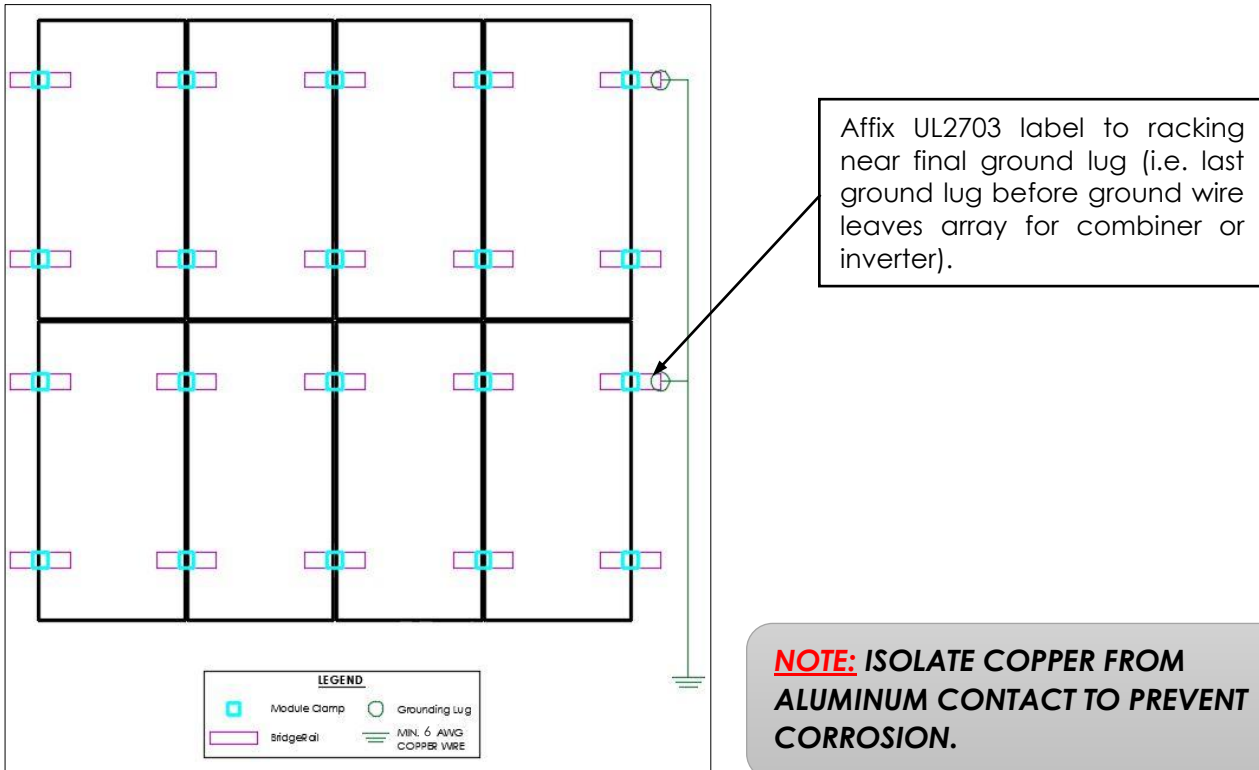 Affix UL2703 label to racking
near final ground lug (i.e. last
ground lug before ground wire
leaves array for combiner or
inverter).
LEGEND
Module Clamp
Grounding Lug
BridgeRail
MIN. 6 AWG
COPPER WIRE
NOTE: ISOLATE COPPER FROM
ALUMINUM CONTACT TO PREVENT
CORROSION.